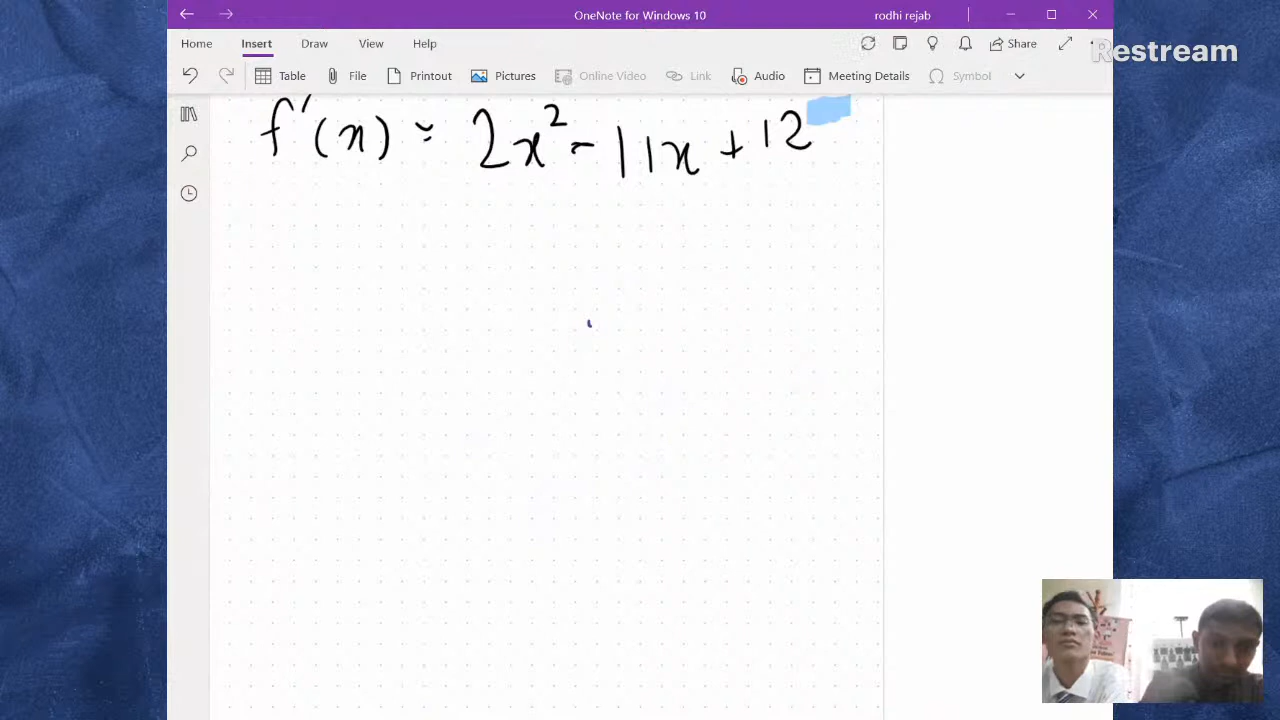 OneNote for Windows 10
rodhi rejab
Home Insert Draw View Help
Share
Restream
Table File Printout Pictures Online Video Link Audio Meeting Details Symbol
f'(x) = 2x² - 11x + 12